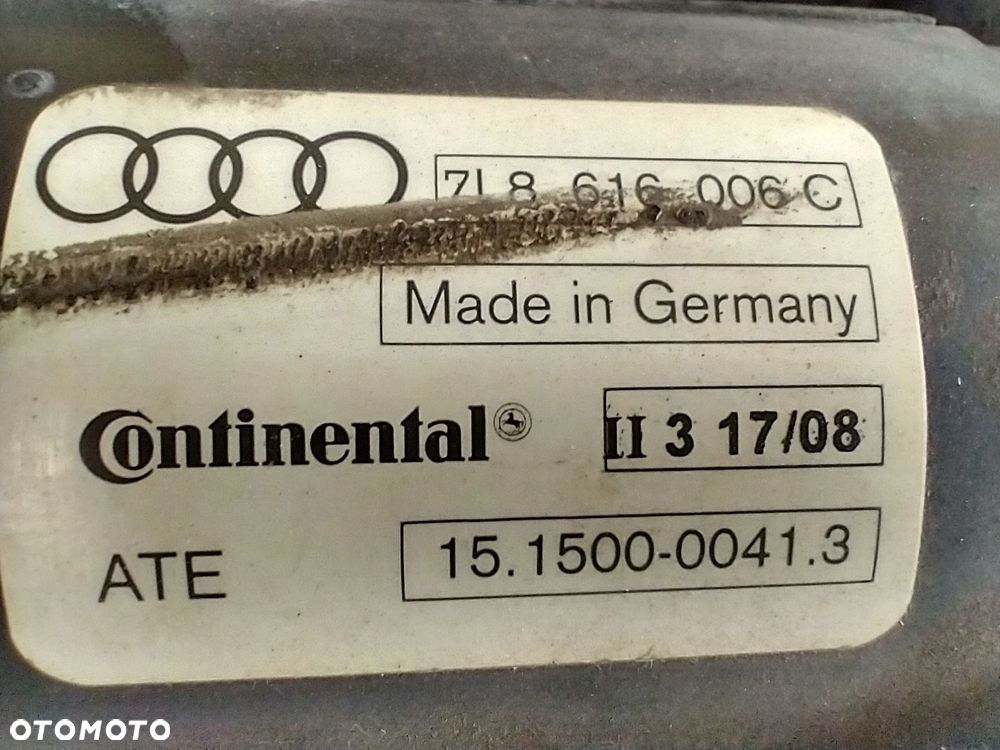 7L8 616 006 C
Made in Germany
Continental®
II 3 17/08
ATE
15.1500-0041.3
OTOMOTO